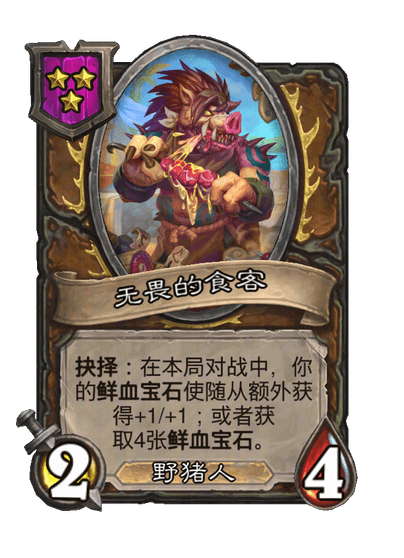 无畏的食客
抉择：在本局对战中，你
的鲜血宝石使随从额外获
得+1/+1；或者获
取4张鲜血宝石。
野猪人
2
4